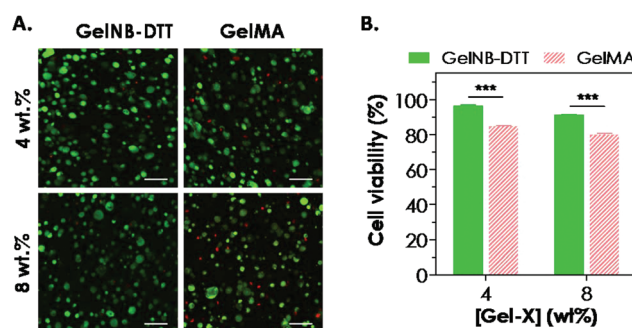 A.
GelNB-DTT GelMA
4 wt.%
8 wt.%
B.
GelNB-DTT GelMA
***
***
100
80
60
40
20
0
Cell viability (%)
4 8
[Gel-X] (wt%)